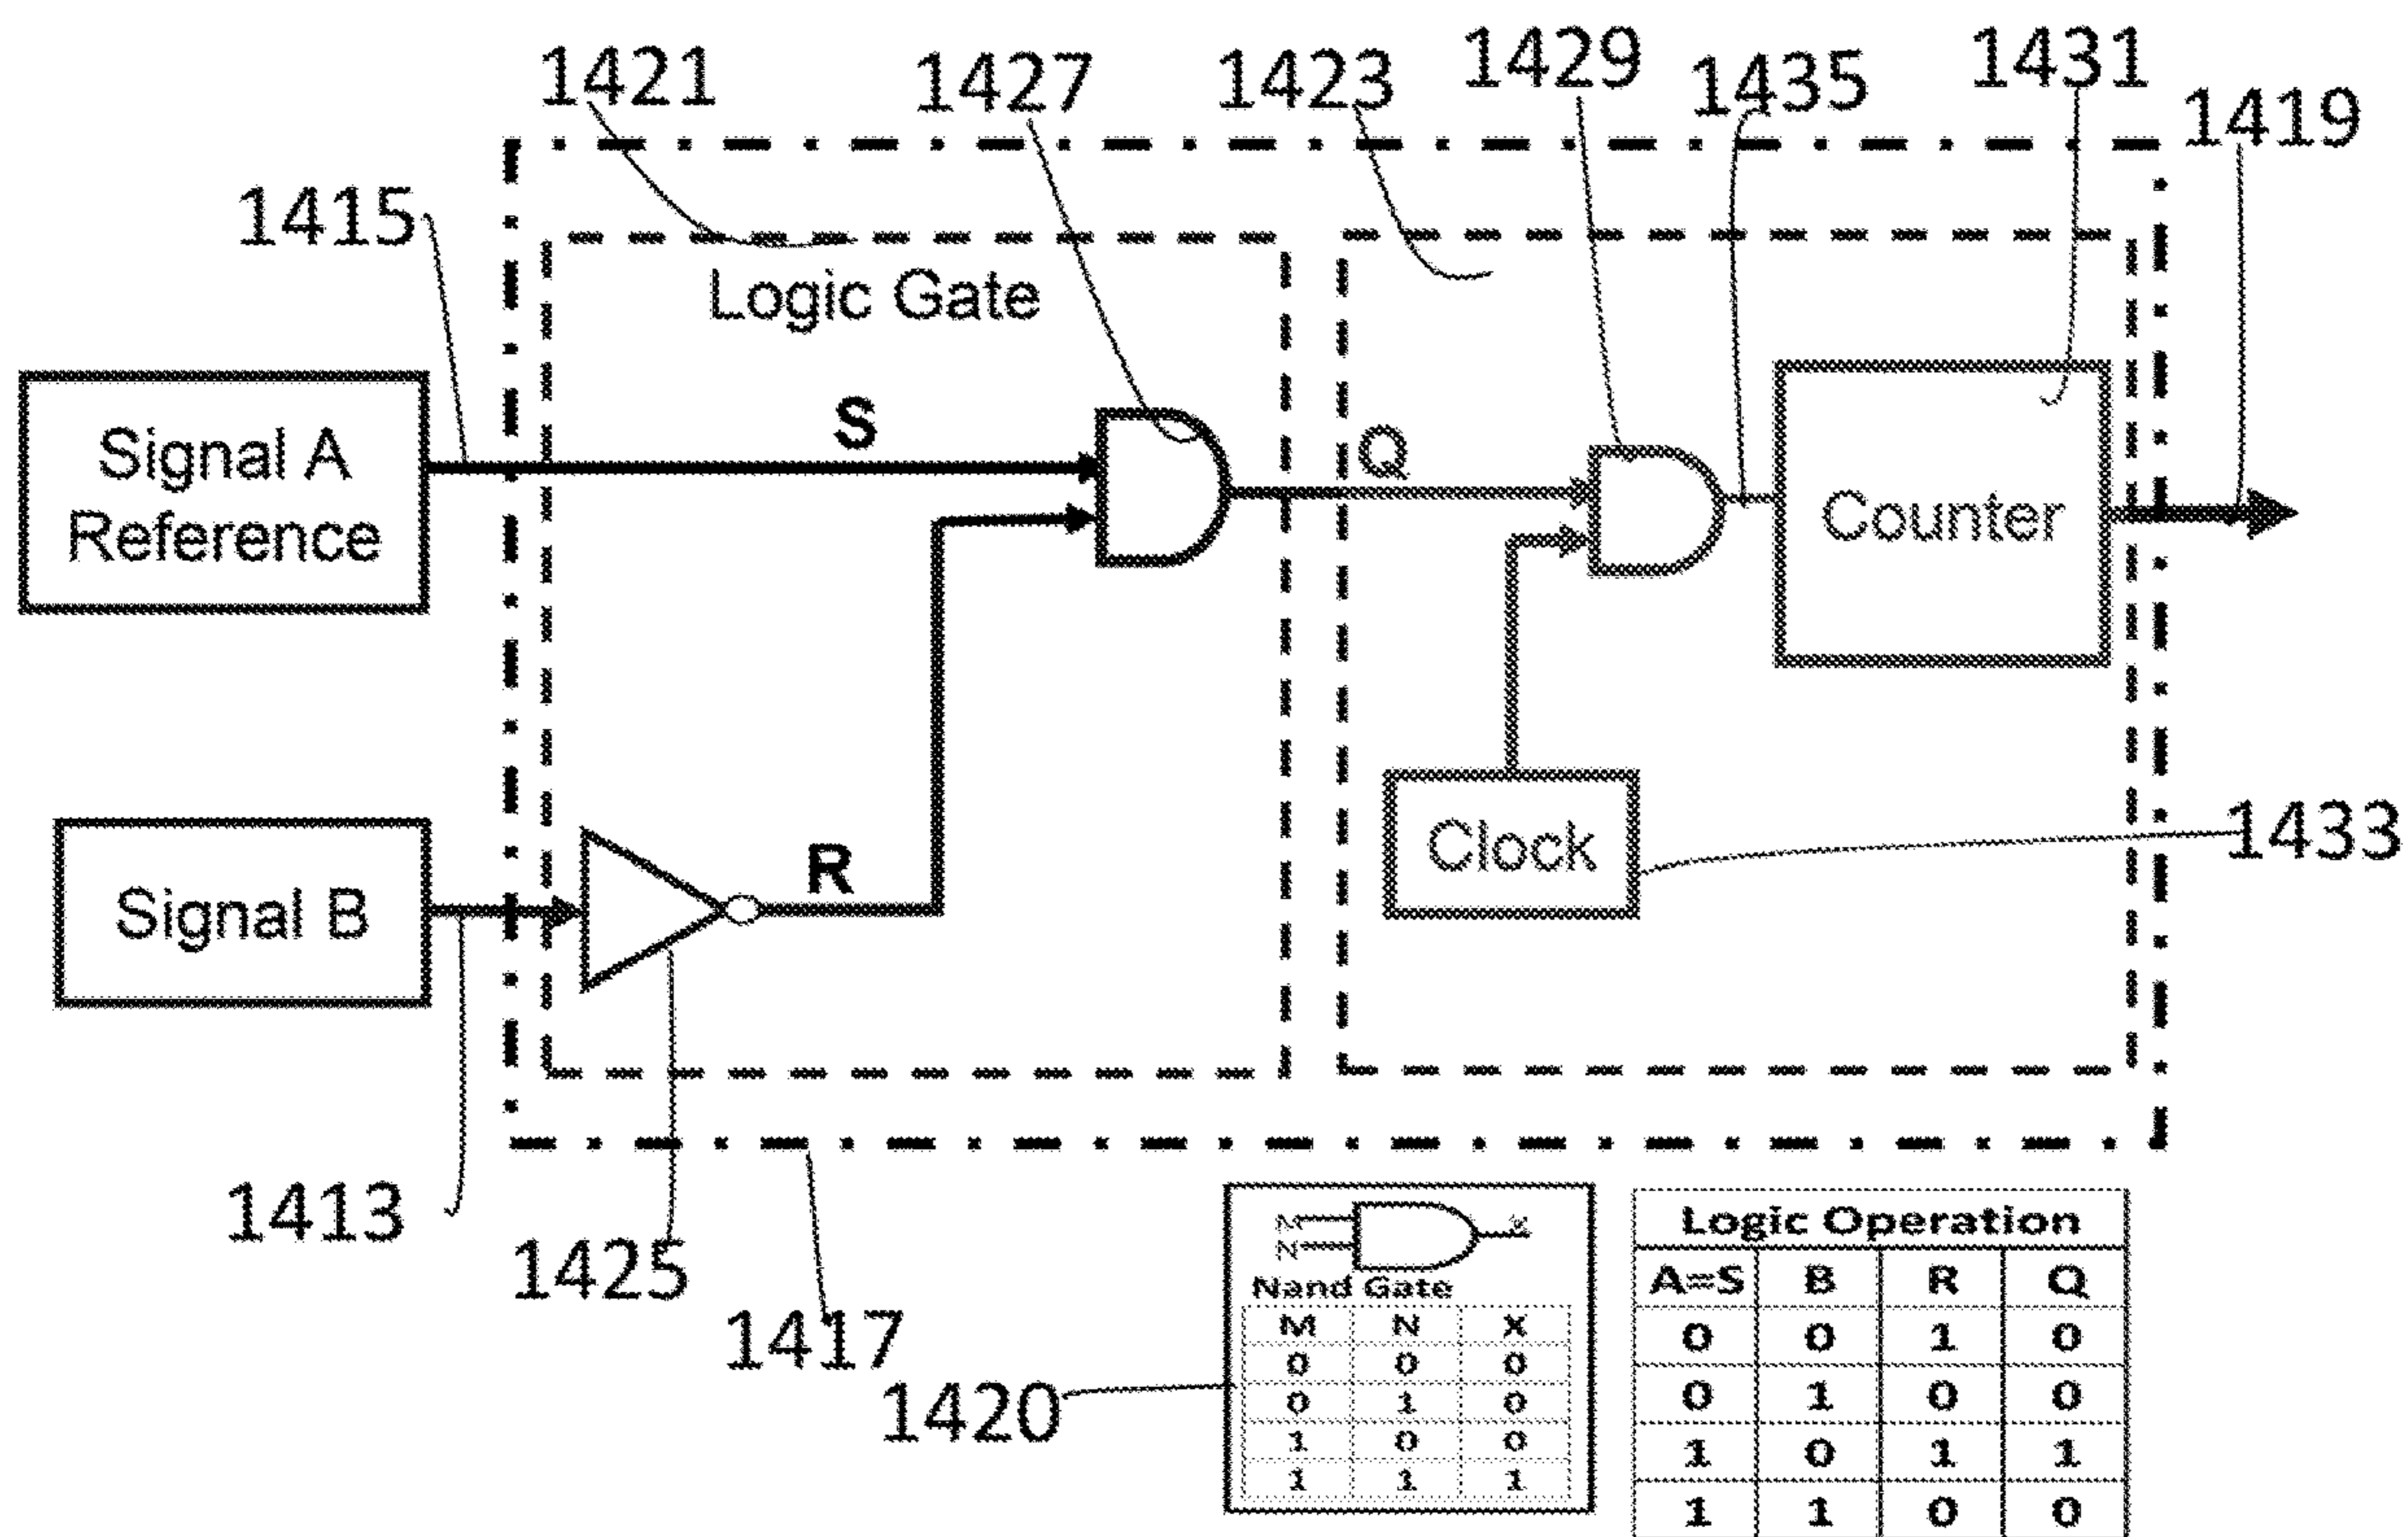 1421
1427
1423
1429
1435
1431
1419
1415
Logic Gate
Signal A
Reference
S
Q
Counter
Signal B
R
Clock
1433
1413
1425
1417
1420
Nand Gate
M N X
0 0 0
0 1 0
1 0 0
1 1 1
Logic Operation
A=S B R Q
0 0 1 0
0 1 0 0
1 0 1 1
1 1 0 0